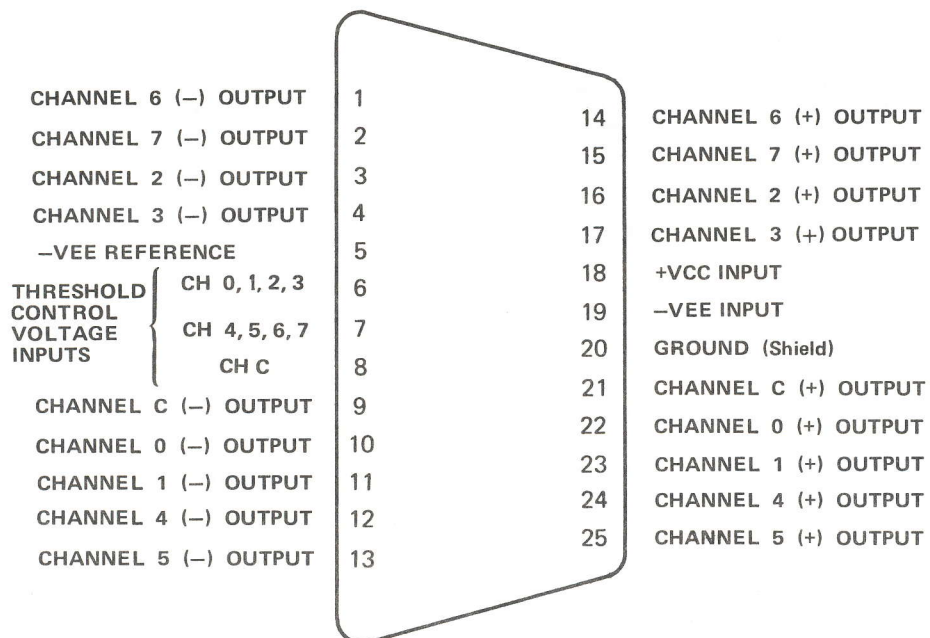 CHANNEL 6 (–) OUTPUT 1
CHANNEL 7 (–) OUTPUT 2
CHANNEL 2 (–) OUTPUT 3
CHANNEL 3 (–) OUTPUT 4
–VEE REFERENCE 5
THRESHOLD
CONTROL
VOLTAGE
INPUTS
CH 0, 1, 2, 3 6
CH 4, 5, 6, 7 7
CH C 8
CHANNEL C (–) OUTPUT 9
CHANNEL 0 (–) OUTPUT 10
CHANNEL 1 (–) OUTPUT 11
CHANNEL 4 (–) OUTPUT 12
CHANNEL 5 (–) OUTPUT 13
14 CHANNEL 6 (+) OUTPUT
15 CHANNEL 7 (+) OUTPUT
16 CHANNEL 2 (+) OUTPUT
17 CHANNEL 3 (+) OUTPUT
18 +VCC INPUT
19 –VEE INPUT
20 GROUND (Shield)
21 CHANNEL C (+) OUTPUT
22 CHANNEL 0 (+) OUTPUT
23 CHANNEL 1 (+) OUTPUT
24 CHANNEL 4 (+) OUTPUT
25 CHANNEL 5 (+) OUTPUT